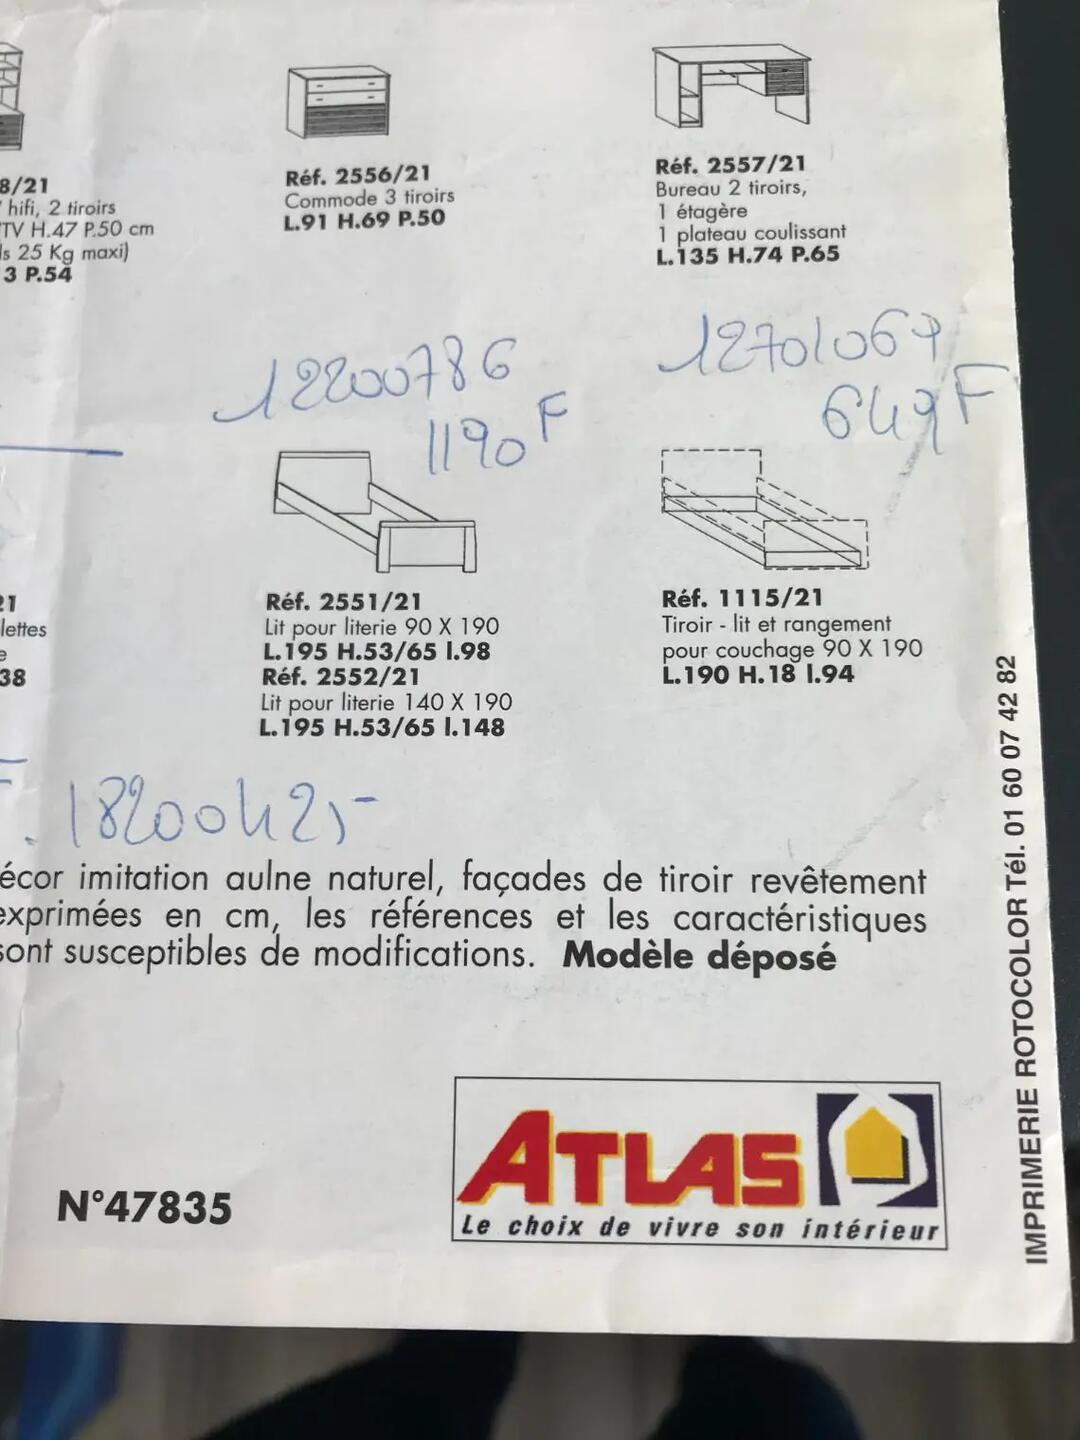 8/21
hifi, 2 tiroirs
TV H.47 P.50 cm
ls 25 Kg maxi)
3 P.54
Réf. 2556/21
Commode 3 tiroirs
L.91 H.69 P.50
Réf. 2557/21
Bureau 2 tiroirs,
1 étagère
1 plateau coulissant
L.135 H.74 P.65
12200786
1190 F
12701069
649 F
21
lettes
e
38
Réf. 2551/21
Lit pour literie 90 X 190
L.195 H.53/65 l.98
Réf. 2552/21
Lit pour literie 140 X 190
L.195 H.53/65 l.148
Réf. 1115/21
Tiroir - lit et rangement
pour couchage 90 X 190
L.190 H.18 l.94
F. 18200425-
écor imitation aulne naturel, façades de tiroir revêtement
exprimées en cm, les références et les caractéristiques
sont susceptibles de modifications. Modèle déposé
N°47835
ATLAS
Le choix de vivre son intérieur
IMPRIMERIE ROTOCOLOR Tél. 01 60 07 42 82